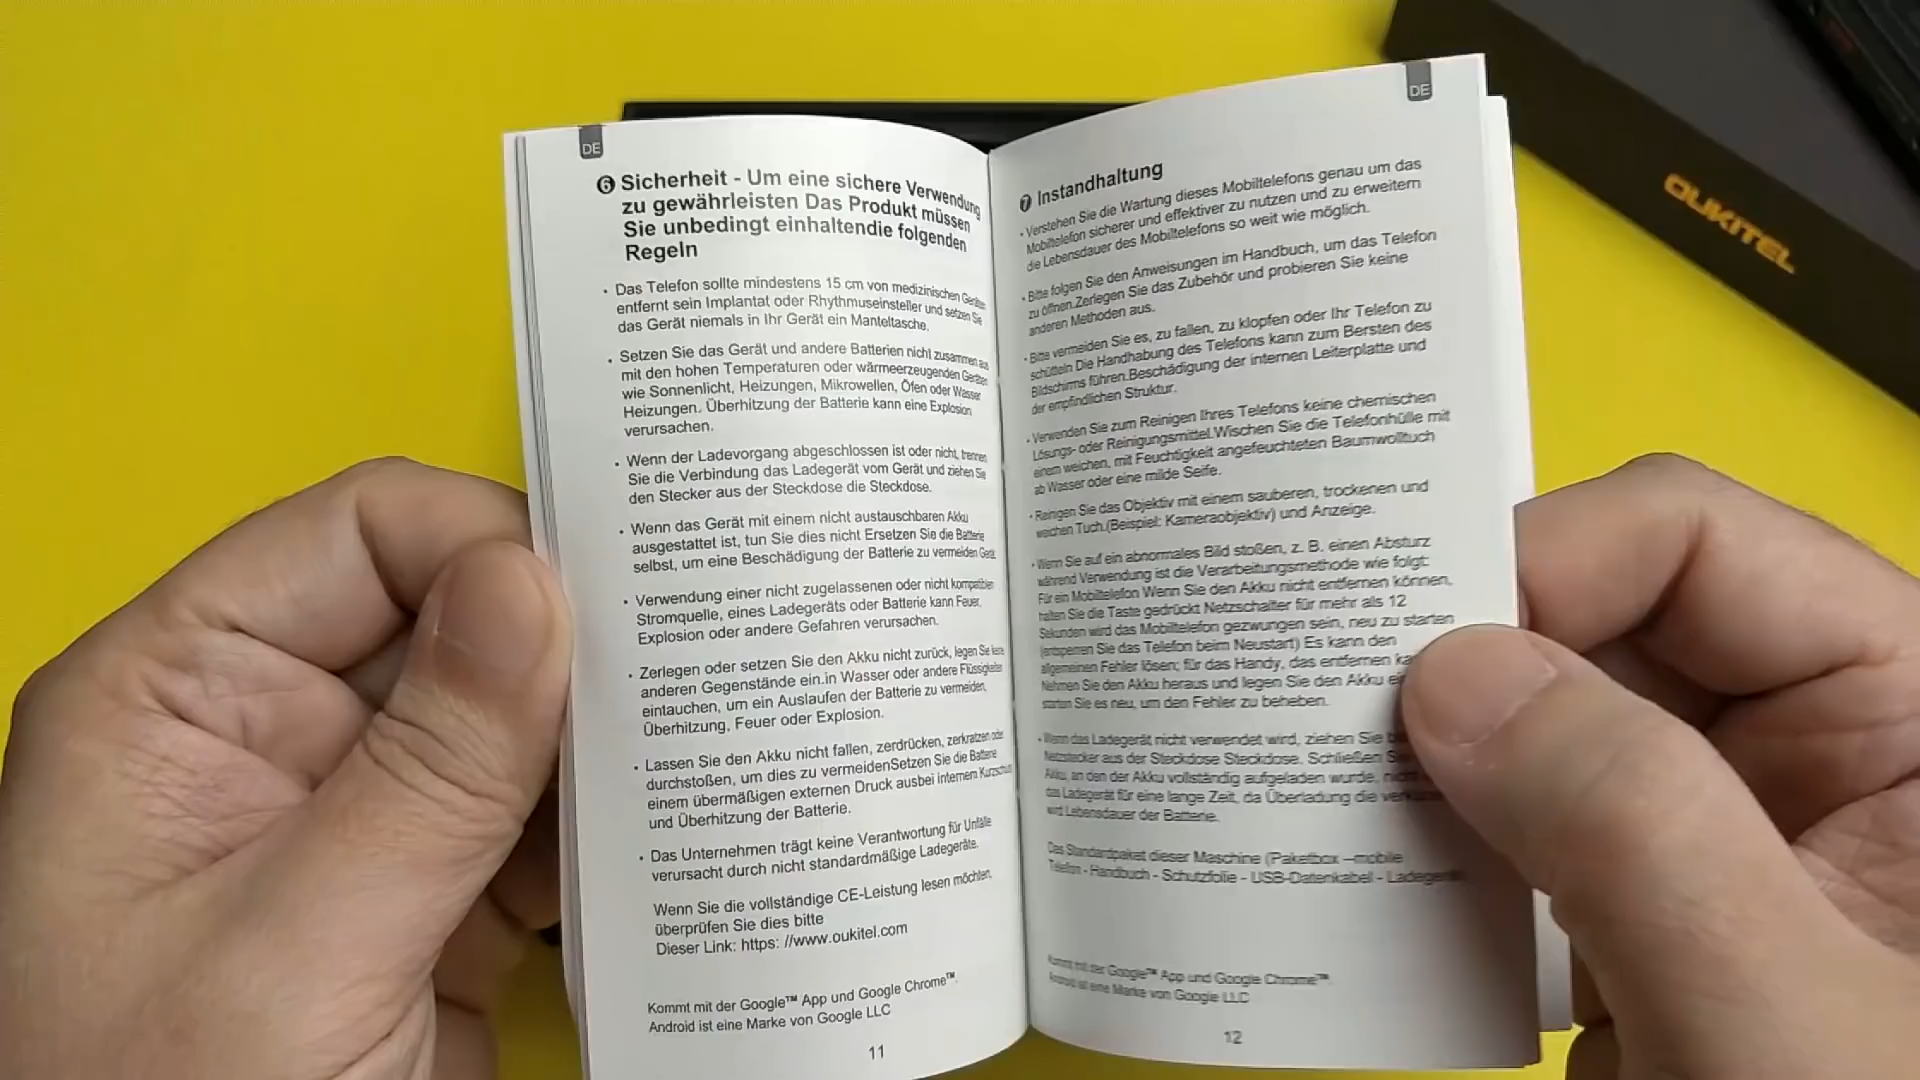 DE
❻ Sicherheit - Um eine sichere Verwendung
zu gewährleisten Das Produkt müssen
Sie unbedingt einhaltendie folgenden
Regeln
• Das Telefon sollte mindestens 15 cm von medizinischen Geräten
entfernt sein Implantat oder Rhythmuseinsteller und setzen Sie
das Gerät niemals in Ihr Gerät ein Manteltasche.
• Setzen Sie das Gerät und andere Batterien nicht zusammen aus
mit den hohen Temperaturen oder wärmeerzeugenden Geräten
wie Sonnenlicht, Heizungen, Mikrowellen, Öfen oder Wasser
Heizungen. Überhitzung der Batterie kann eine Explosion
verursachen.
• Wenn der Ladevorgang abgeschlossen ist oder nicht, trennen
Sie die Verbindung das Ladegerät vom Gerät und ziehen Sie
den Stecker aus der Steckdose die Steckdose.
• Wenn das Gerät mit einem nicht austauschbaren Akku
ausgestattet ist, tun Sie dies nicht Ersetzen Sie die Batterie
selbst, um eine Beschädigung der Batterie zu vermeiden Gerät.
• Verwendung einer nicht zugelassenen oder nicht kompatiblen
Stromquelle, eines Ladegeräts oder Batterie kann Feuer,
Explosion oder andere Gefahren verursachen.
• Zerlegen oder setzen Sie den Akku nicht zurück, legen Sie keine
anderen Gegenstände ein.in Wasser oder andere Flüssigkeiten
eintauchen, um ein Auslaufen der Batterie zu vermeiden,
Überhitzung, Feuer oder Explosion.
• Lassen Sie den Akku nicht fallen, zerdrücken, zerkratzen oder
durchstoßen, um dies zu vermeidenSetzen Sie die Batterie
einem übermäßigen externen Druck ausbei internem Kurzschluss
und Überhitzung der Batterie.
• Das Unternehmen trägt keine Verantwortung für Unfälle
verursacht durch nicht standardmäßige Ladegeräte.
Wenn Sie die vollständige CE-Leistung lesen möchten,
überprüfen Sie dies bitte
Dieser Link: https: //www.oukitel.com
Kommt mit der Google™ App und Google Chrome™.
Android ist eine Marke von Google LLC
11
DE
❼ Instandhaltung
• Verstehen Sie die Wartung dieses Mobiltelefons genau um das
Mobiltelefon sicherer und effektiver zu nutzen und zu erweitern
die Lebensdauer des Mobiltelefons so weit wie möglich.
• Bitte folgen Sie den Anweisungen im Handbuch, um das Telefon
zu öffnen.Zerlegen Sie das Zubehör und probieren Sie keine
anderen Methoden aus.
• Bitte vermeiden Sie es, zu fallen, zu klopfen oder Ihr Telefon zu
schütteln Die Handhabung des Telefons kann zum Bersten des
Bildschirms führen.Beschädigung der internen Leiterplatte und
der empfindlichen Struktur.
• Verwenden Sie zum Reinigen Ihres Telefons keine chemischen
Lösungs- oder Reinigungsmittel.Wischen Sie die Telefonhülle mit
einem weichen, mit Feuchtigkeit angefeuchteten Baumwolltuch
ab Wasser oder eine milde Seife.
• Reinigen Sie das Objektiv mit einem sauberen, trockenen und
weichen Tuch.(Beispiel: Kameraobjektiv) und Anzeige.
• Wenn Sie auf ein abnormales Bild stoßen, z. B. einen Absturz
während Verwendung ist die Verarbeitungsmethode wie folgt:
Für ein Mobiltelefon Wenn Sie den Akku nicht entfernen können,
halten Sie die Taste gedrückt Netzschalter für mehr als 12
Sekunden wird das Mobiltelefon gezwungen sein, neu zu starten
(entsperren Sie das Telefon beim Neustart) Es kann den
allgemeinen Fehler lösen; für das Handy, das entfernen
Nehmen Sie den Akku heraus und legen Sie den Akku
starten Sie es neu, um den Fehler zu beheben.
• Wenn das Ladegerät nicht verwendet wird, ziehen Sie
Netzstecker aus der Steckdose Steckdose. Schließen
Akku, an den der Akku vollständig aufgeladen wurde,
das Ladegerät für eine lange Zeit, da Überladung die
wird Lebensdauer der Batterie.
Das Standardpaket dieser Maschine (Paketbox —mobile
Telefon - Handbuch - Schutzfolie - USB-Datenkabel -
Kommt mit der Google™ App und Google Chrome™.
Android ist eine Marke von Google LLC
12
OUKITEL